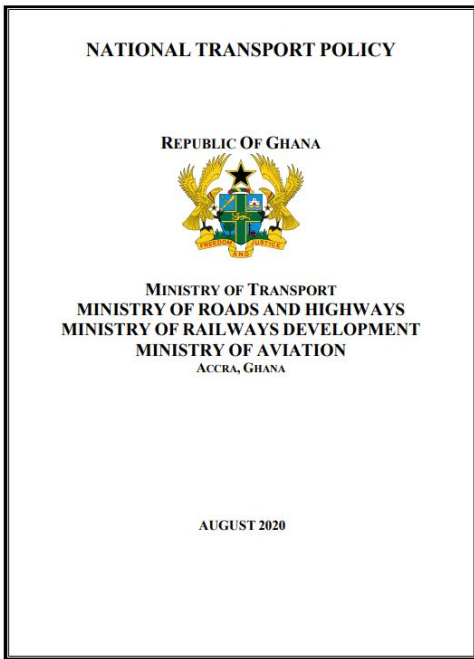 NATIONAL TRANSPORT POLICY
REPUBLIC OF GHANA
FREEDOM AND JUSTICE
MINISTRY OF TRANSPORT
MINISTRY OF ROADS AND HIGHWAYS
MINISTRY OF RAILWAYS DEVELOPMENT
MINISTRY OF AVIATION
ACCRA, GHANA
AUGUST 2020